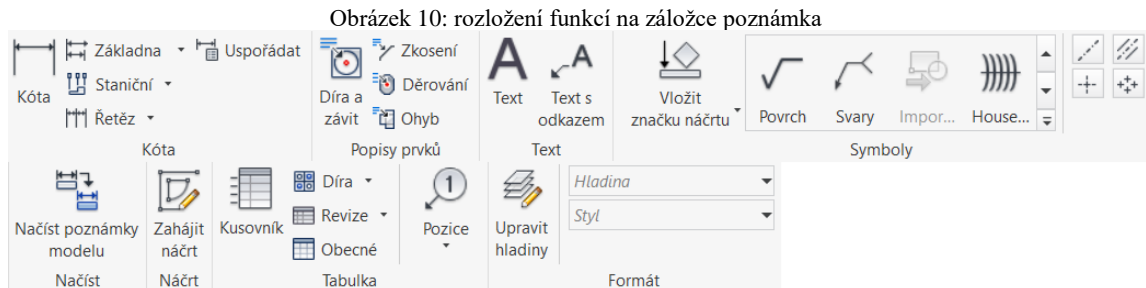 Obrázek 10: rozložení funkcí na záložce poznámka
Kóta
Základna
Uspořádat
Staniční
Řetěz
Kóta
Díra a
závit
Zkosení
Děrování
Ohyb
Popisy prvků
A
Text
A
Text s
odkazem
Text
Vložit
značku náčrtu
Povrch
Svary
Impor...
House...
Symboly
Načíst poznámky
modelu
Načíst
Zahájit
náčrt
Náčrt
Kusovník
Díra
Revize
Obecné
Tabulka
1
Pozice
Upravit
hladiny
Hladina
Styl
Formát